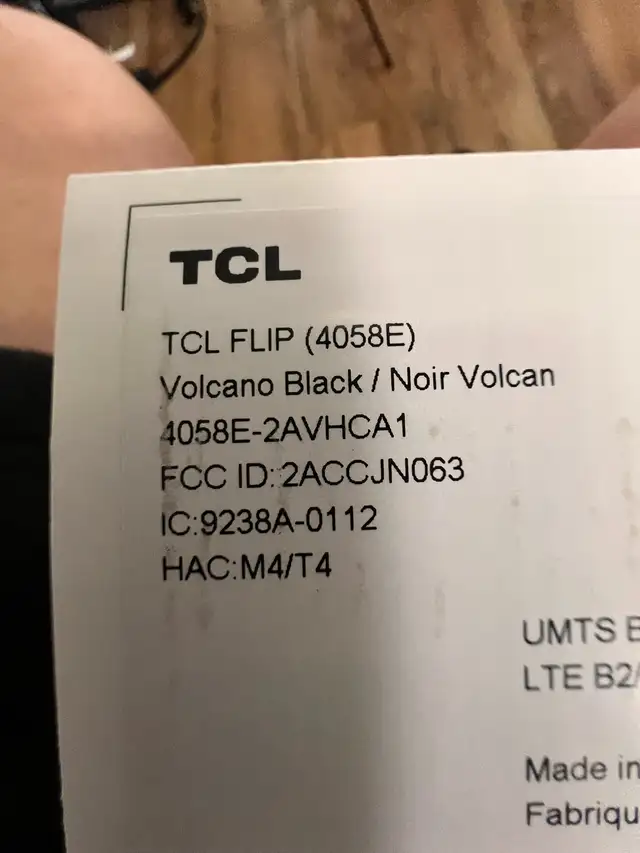 TCL
TCL FLIP (4058E)
Volcano Black / Noir Volcan
4058E-2AVHCA1
FCC ID:2ACCJN063
IC:9238A-0112
HAC:M4/T4
UMTS
LTE B2/
Made in